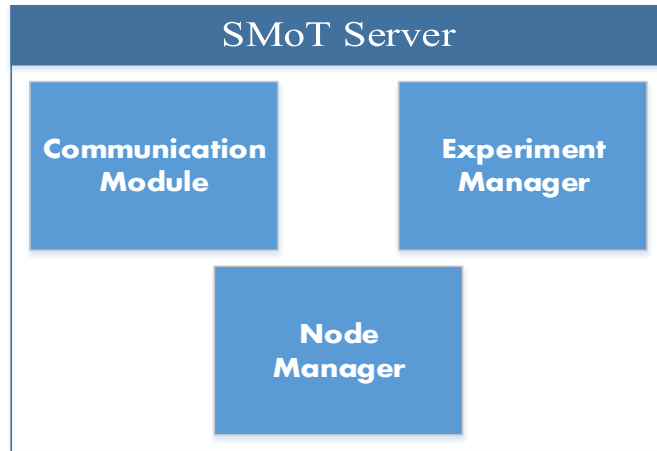 SMoT Server
Communication
Module
Experiment
Manager
Node
Manager